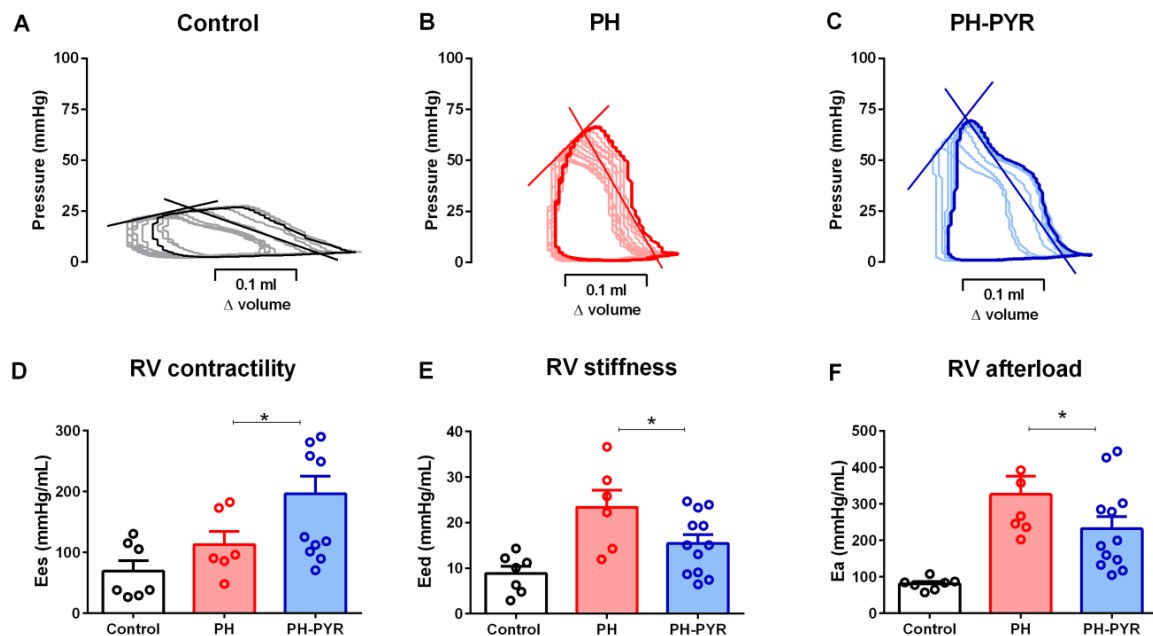 A
Control
Pressure (mmHg)
100
75
50
25
0
0.1 ml
Δ volume
B
PH
Pressure (mmHg)
100
75
50
25
0
0.1 ml
Δ volume
C
PH-PYR
Pressure (mmHg)
100
75
50
25
0
0.1 ml
Δ volume
D
RV contractility
Ees (mmHg/mL)
300
200
100
0
*
Control
PH
PH-PYR
E
RV stiffness
Eed (mmHg/mL)
40
30
20
10
0
*
Control
PH
PH-PYR
F
RV afterload
Ea (mmHg/mL)
500
400
300
200
100
0
*
Control
PH
PH-PYR